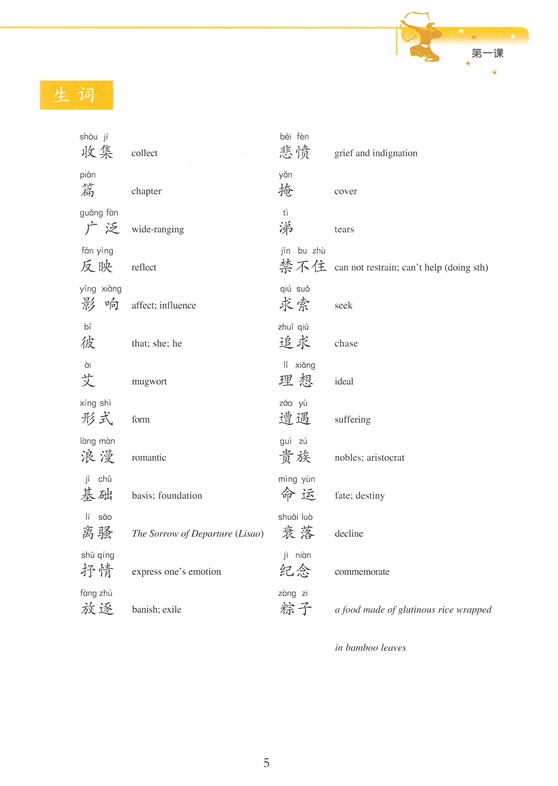 第一课
生词
shōu jí
收集 collect
piān
篇 chapter
guǎng fàn
广泛 wide-ranging
fǎn yìng
反映 reflect
yǐng xiǎng
影响 affect; influence
bǐ
彼 that; she; he
ài
艾 mugwort
xíng shì
形式 form
làng màn
浪漫 romantic
jī chǔ
基础 basis; foundation
lí sāo
离骚 The Sorrow of Departure (Lisao)
shū qíng
抒情 express one's emotion
fàng zhú
放逐 banish; exile
bēi fèn
悲愤 grief and indignation
yǎn
掩 cover
tì
涕 tears
jīn bu zhù
禁不住 can not restrain; can't help (doing sth)
qiú suǒ
求索 seek
zhuī qiú
追求 chase
lǐ xiǎng
理想 ideal
zāo yù
遭遇 suffering
guì zú
贵族 nobles; aristocrat
mìng yùn
命运 fate; destiny
shuāi luò
衰落 decline
jì niàn
纪念 commemorate
zòng zi
粽子 a food made of glutinous rice wrapped
in bamboo leaves
5